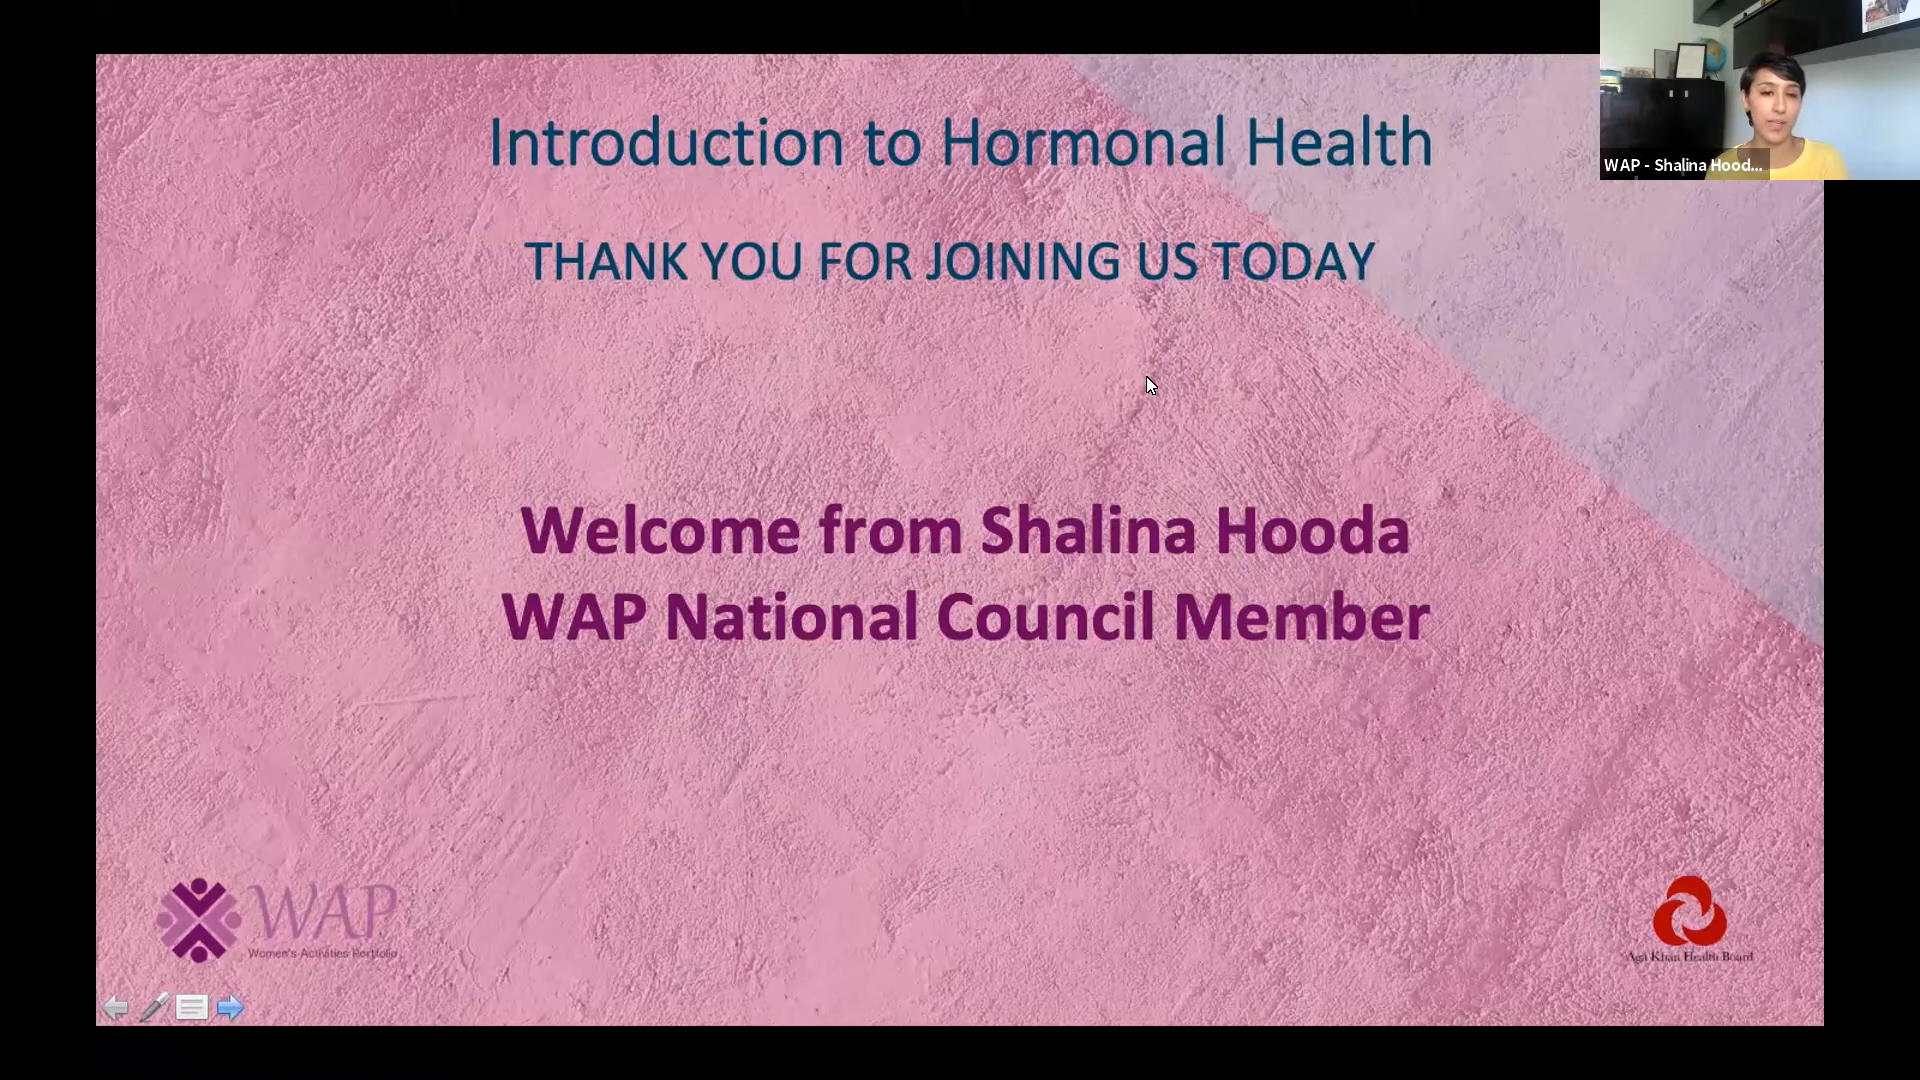 Introduction to Hormonal Health
THANK YOU FOR JOINING US TODAY
WAP - Shalina Hood...
Welcome from Shalina Hooda
WAP National Council Member
WAP
Women's Activities Portfolio
Aga Khan Health Board